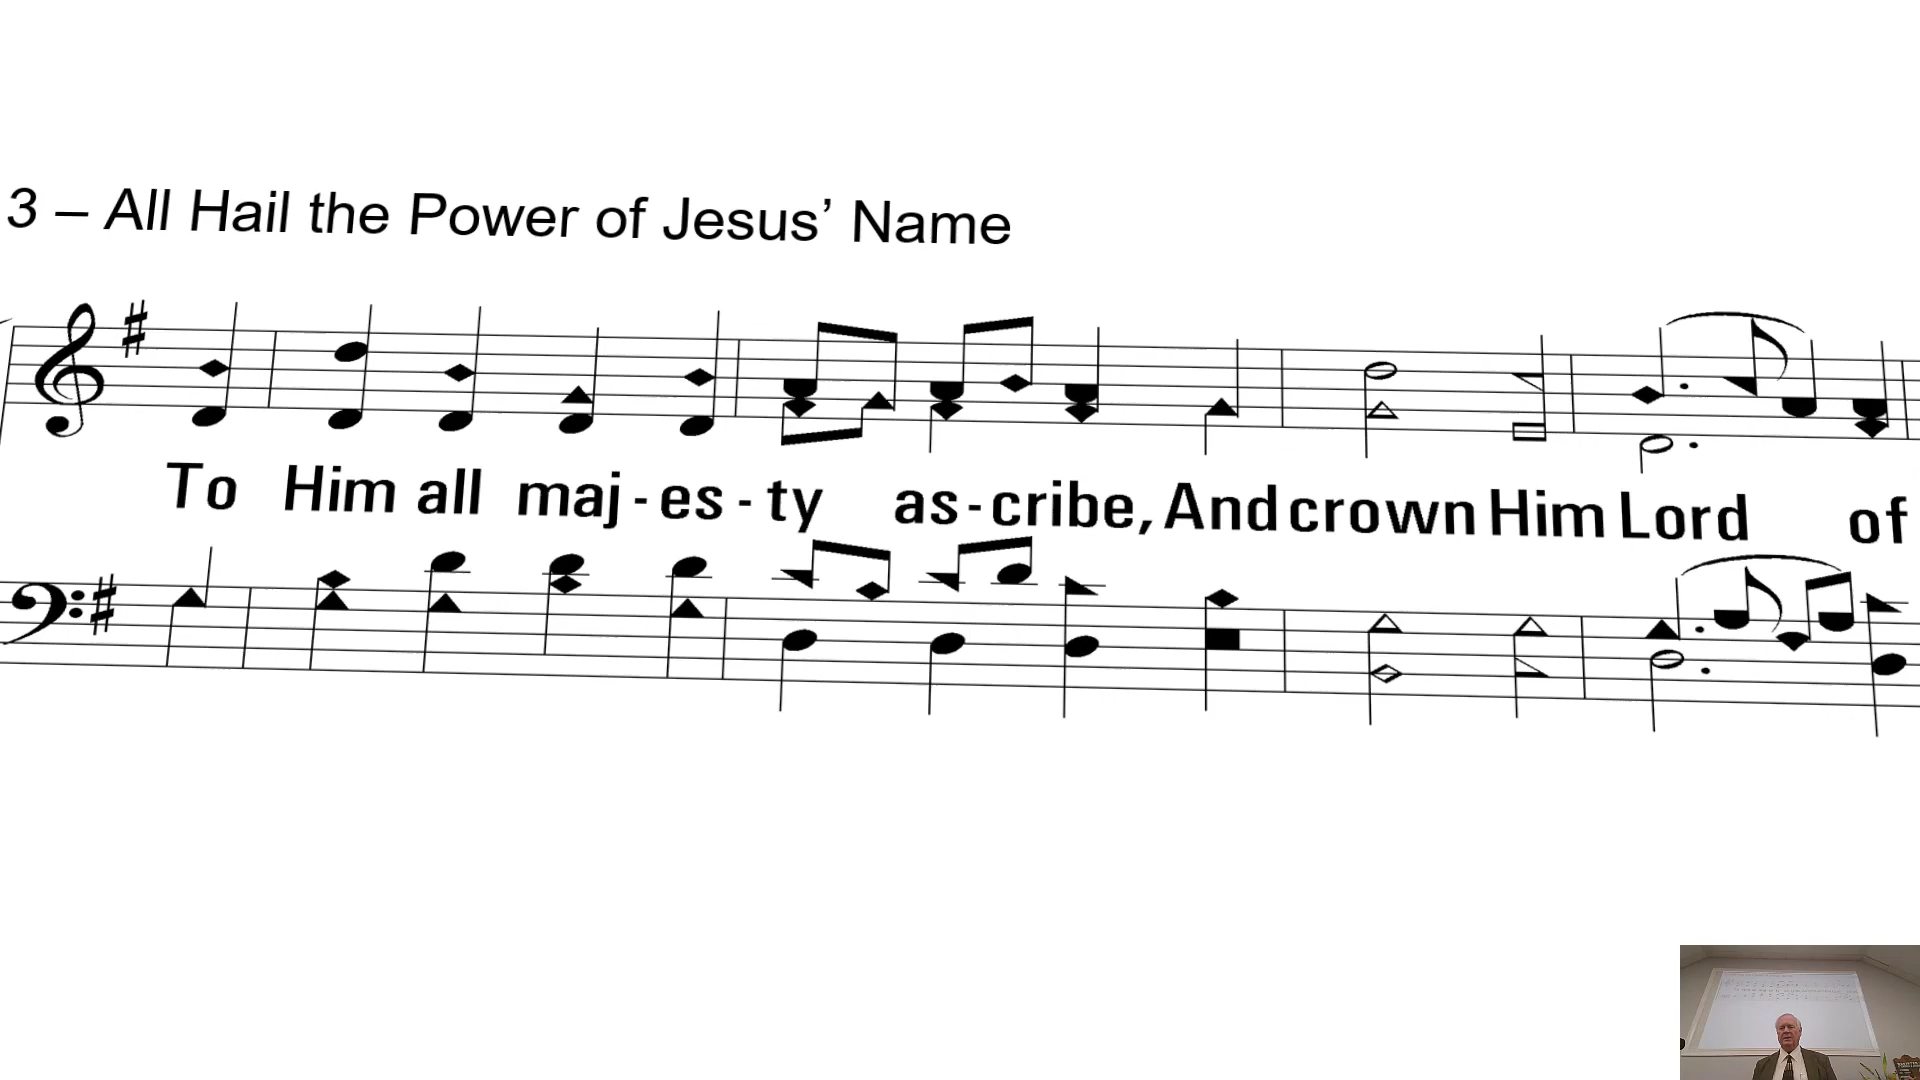 3 – All Hail the Power of Jesus’ Name
To Him all maj - es - ty as - cribe, And crown Him Lord of